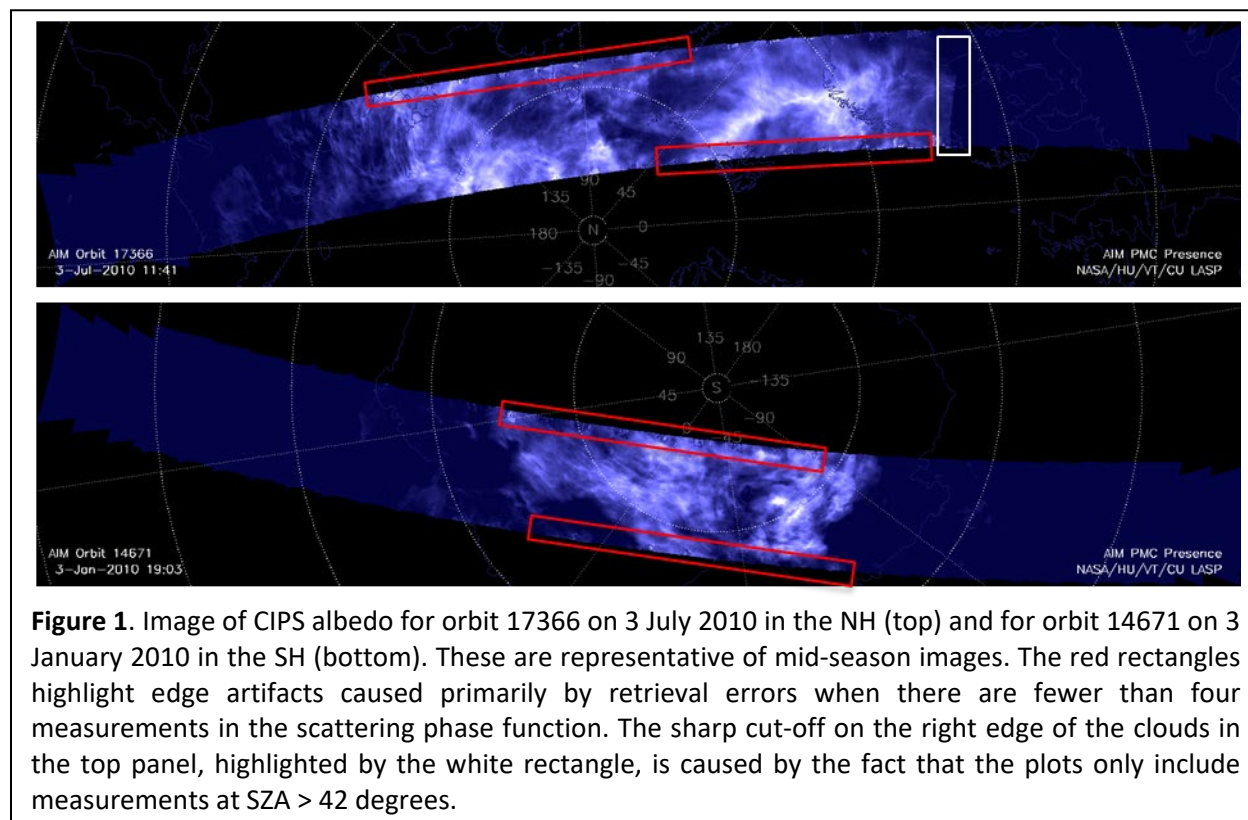 90
135
45
180
N
0
-135
-45
-90
AIM Orbit 17366
3-Jul-2010 11:41
AIM PMC Presence
NASA/HU/VT/CU LASP
135
180
90
45
S
-135
0
-45
-90
AIM Orbit 14671
3-Jan-2010 19:03
AIM PMC Presence
NASA/HU/VT/CU LASP
Figure 1. Image of CIPS albedo for orbit 17366 on 3 July 2010 in the NH (top) and for orbit 14671 on 3
January 2010 in the SH (bottom). These are representative of mid-season images. The red rectangles
highlight edge artifacts caused primarily by retrieval errors when there are fewer than four
measurements in the scattering phase function. The sharp cut-off on the right edge of the clouds in
the top panel, highlighted by the white rectangle, is caused by the fact that the plots only include
measurements at SZA > 42 degrees.